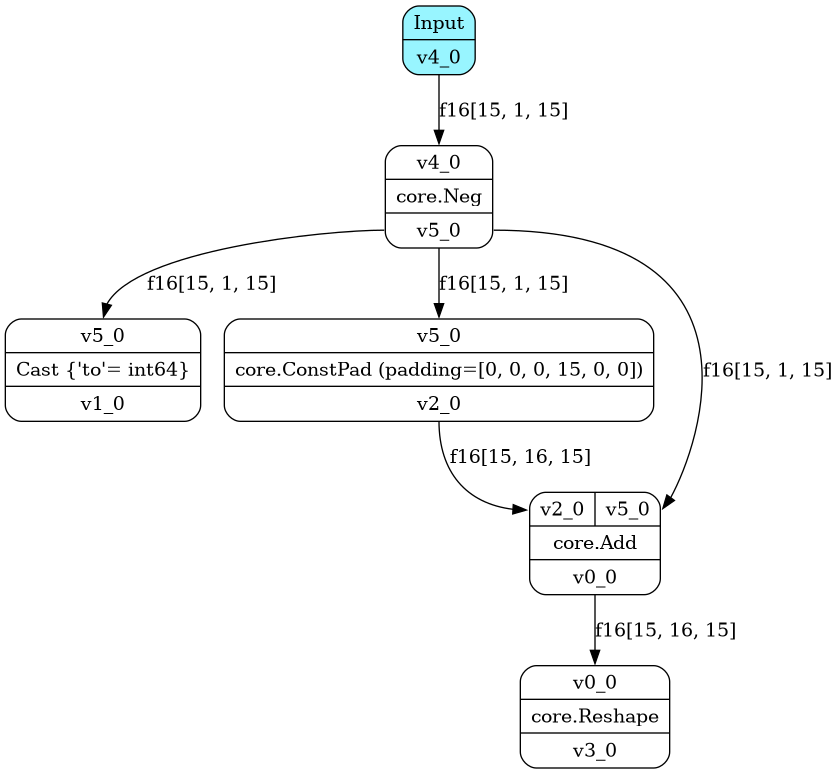 Input
v4_0
f16[15, 1, 15]
v4_0
core.Neg
v5_0
f16[15, 1, 15]
f16[15, 1, 15]
v5_0
Cast {'to'= int64}
v1_0
v5_0
core.ConstPad (padding=[0, 0, 0, 15, 0, 0])
v2_0
f16[15, 1, 15]
f16[15, 16, 15]
v2_0 v5_0
core.Add
v0_0
f16[15, 16, 15]
v0_0
core.Reshape
v3_0